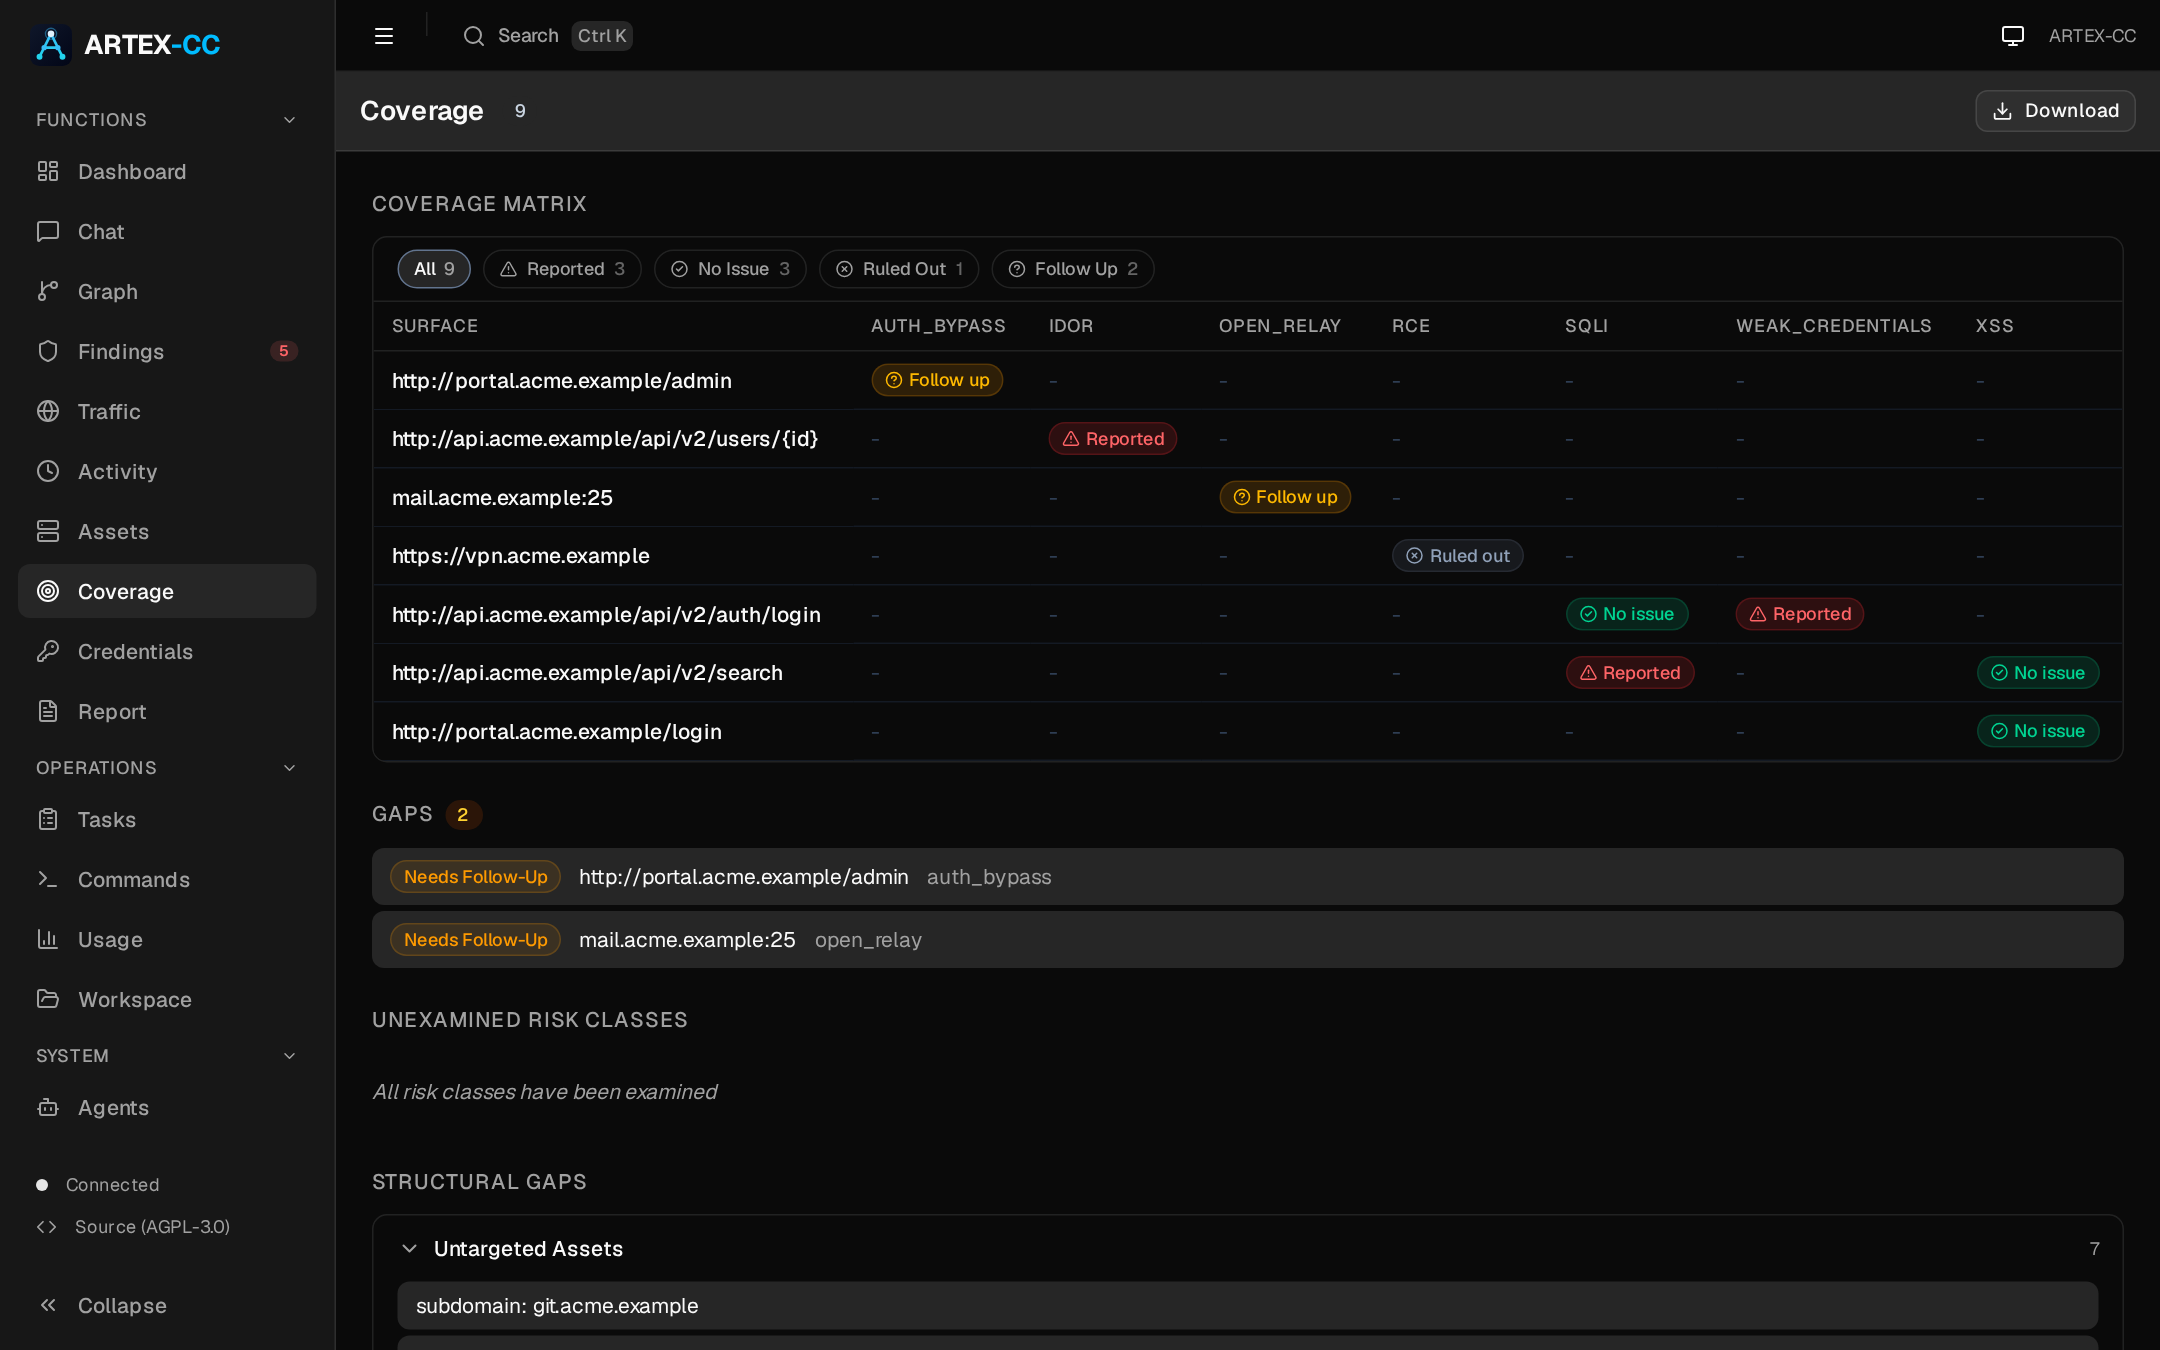 ARTEX-CC
FUNCTIONS
Dashboard
Chat
Graph
Findings 5
Traffic
Activity
Assets
Coverage
Credentials
Report
OPERATIONS
Tasks
Commands
Usage
Workspace
SYSTEM
Agents
Connected
Source (AGPL-3.0)
Collapse
Search Ctrl K
ARTEX-CC
Coverage 9
Download
COVERAGE MATRIX
All 9 Reported 3 No Issue 3 Ruled Out 1 Follow Up 2
SURFACE AUTH_BYPASS IDOR OPEN_RELAY RCE SQLI WEAK_CREDENTIALS XSS
http://portal.acme.example/admin Follow up - - - - - -
http://api.acme.example/api/v2/users/{id} - Reported - - - - -
mail.acme.example:25 - - Follow up - - - -
https://vpn.acme.example - - - Ruled out - - -
http://api.acme.example/api/v2/auth/login - - - - No issue Reported -
http://api.acme.example/api/v2/search - - - - Reported - No issue
http://portal.acme.example/login - - - - - - No issue
GAPS 2
Needs Follow-Up http://portal.acme.example/admin auth_bypass
Needs Follow-Up mail.acme.example:25 open_relay
UNEXAMINED RISK CLASSES
All risk classes have been examined
STRUCTURAL GAPS
Untargeted Assets 7
subdomain: git.acme.example